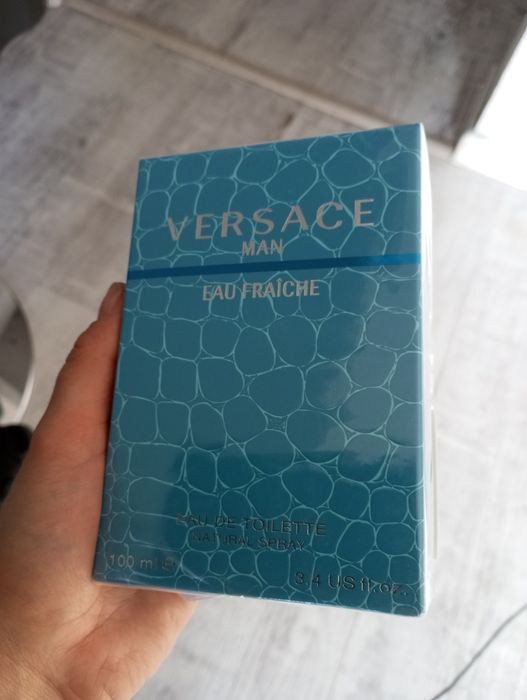 VERSACE
MAN
EAU FRAÎCHE
EAU DE TOILETTE
NATURAL SPRAY
100 ml ℮ 3.4 US fl.oz.